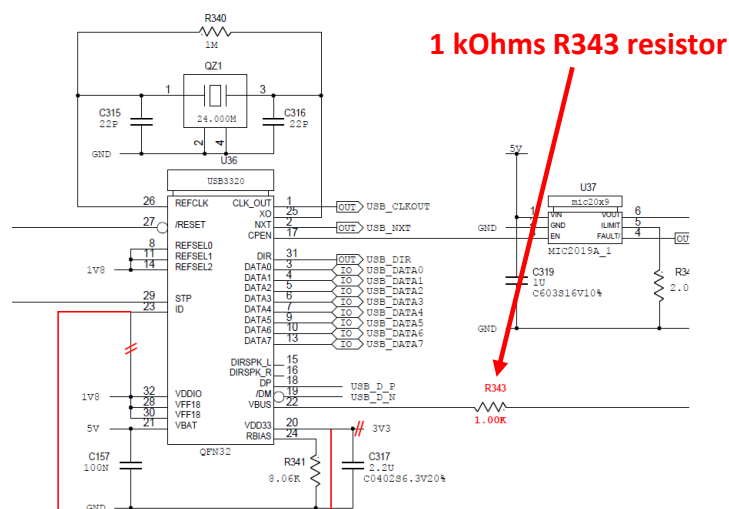 1 kOhms R343 resistor
R340
1M
QZ1
1
3
24.000M
C315
22P
C316
22P
2
4
GND
U36
USB3320
26 REFCLK
CLK_OUT 1 OUT USB_CLKOUT
XO 25
27 /RESET
NXT 2 OUT USB_NXT
CPEN 17
8 REFSEL0
11 REFSEL1
14 REFSEL2
1V8
DIR 31 OUT USB_DIR
DATA0 3 IO USB_DATA0
DATA1 4 IO USB_DATA1
DATA2 5 IO USB_DATA2
DATA3 6 IO USB_DATA3
DATA4 7 IO USB_DATA4
DATA5 9 IO USB_DATA5
DATA6 10 IO USB_DATA6
DATA7 13 IO USB_DATA7
29 STP
23 ID
DIRSPK_L 15
DIRSPK_R 16
DP 18 USB_D_P
/DM 19 USB_D_N
VBUS 22
1V8
32 VDDIO
28 VFF18
30 VFF18
5V
21 VBAT
VDD33 20 3V3
RBIAS 24
QFN32
C157
100N
GND
R341
8.06K
C317
2.2U
C0402S6.3V20%
5V
U37
mic20x9
1 VIN
VOUT 6
GND
GND
ILIMIT 5
EN
FAULT/ 4
MIC2019A_1
C319
1U
C603S16V10%
GND
2.0
R343
1.00K